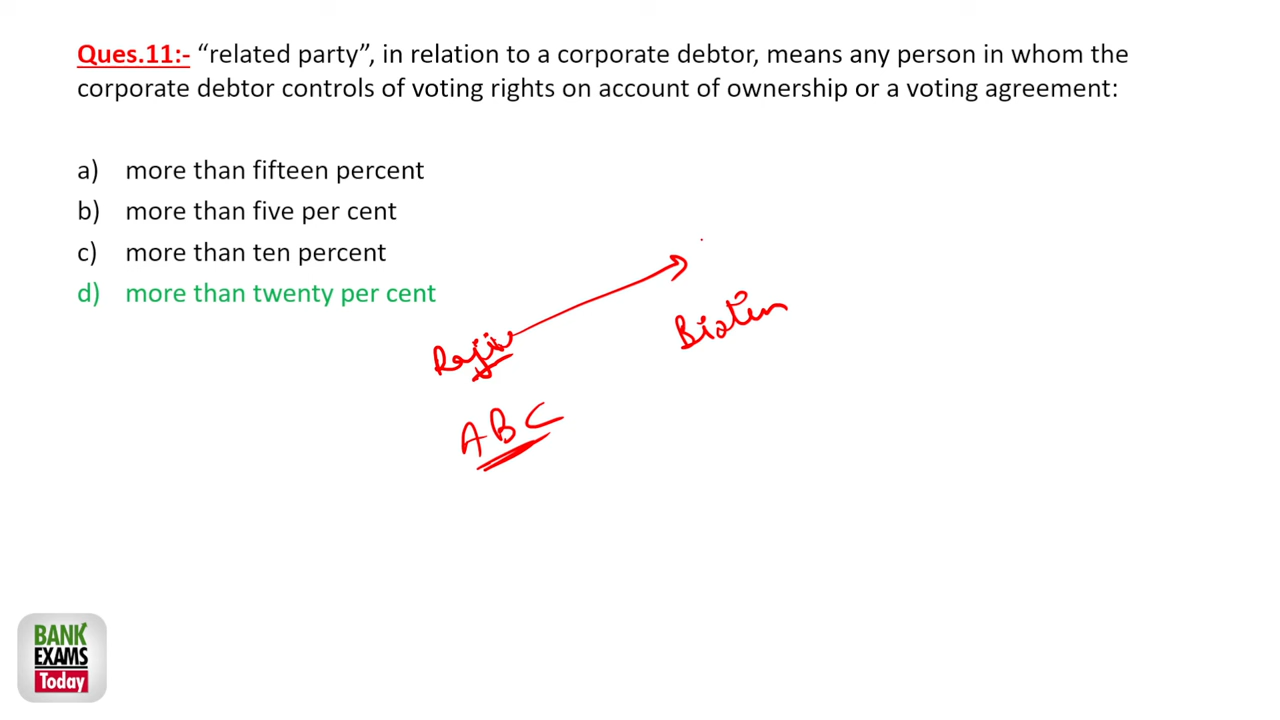 Ques.11:- “related party”, in relation to a corporate debtor, means any person in whom the
corporate debtor controls of voting rights on account of ownership or a voting agreement:
a) more than fifteen percent
b) more than five per cent
c) more than ten percent
d) more than twenty per cent
ABC
BANK
EXAMS
Today